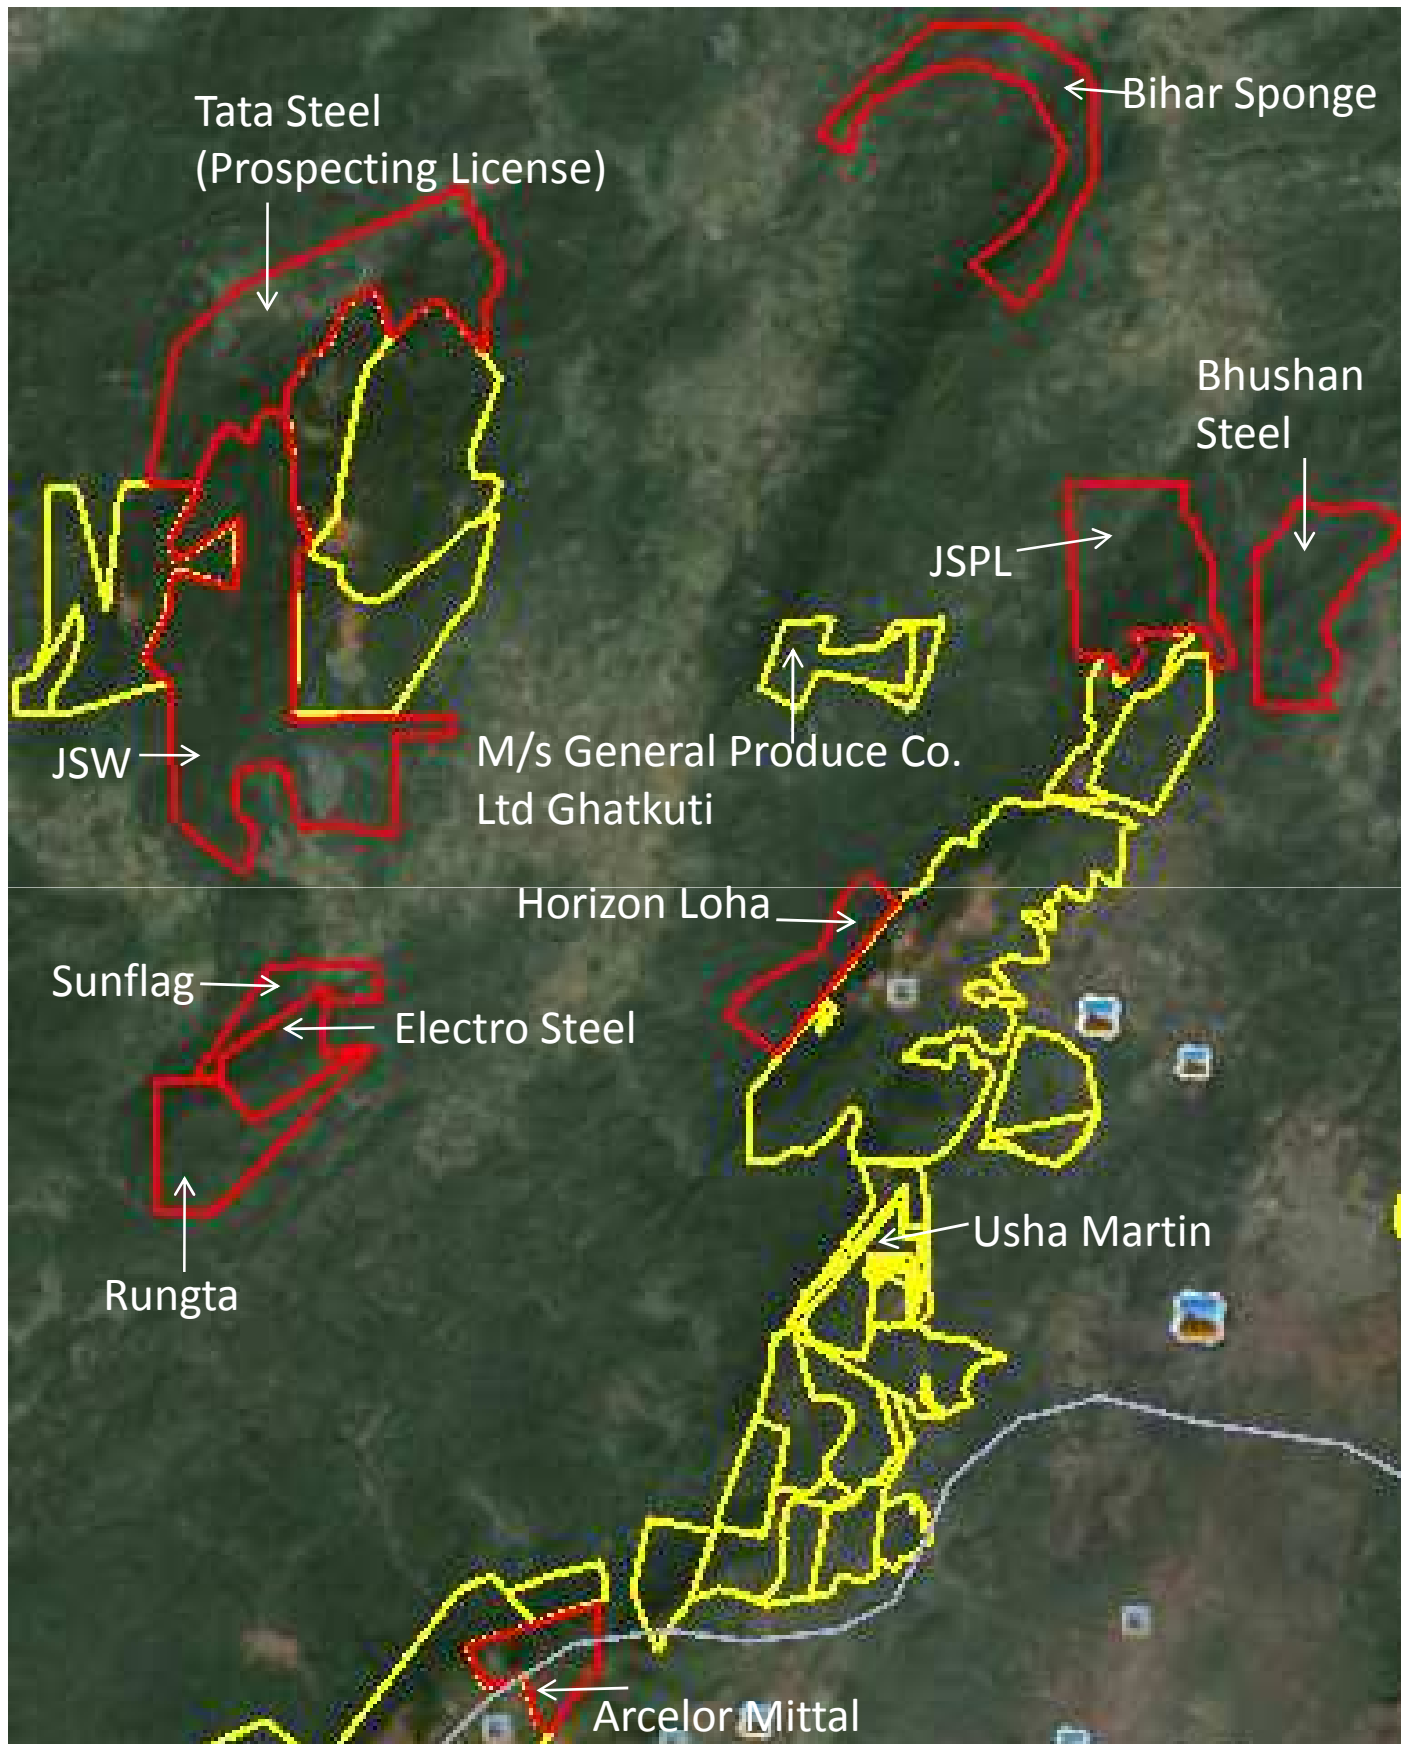 Bihar Sponge
Tata Steel
(Prospecting License)
Bhushan
Steel
JSPL
JSW
M/s General Produce Co.
Ltd Ghatkuti
Horizon Loha
Sunflag
Electro Steel
Usha Martin
Rungta
Arcelor Mittal